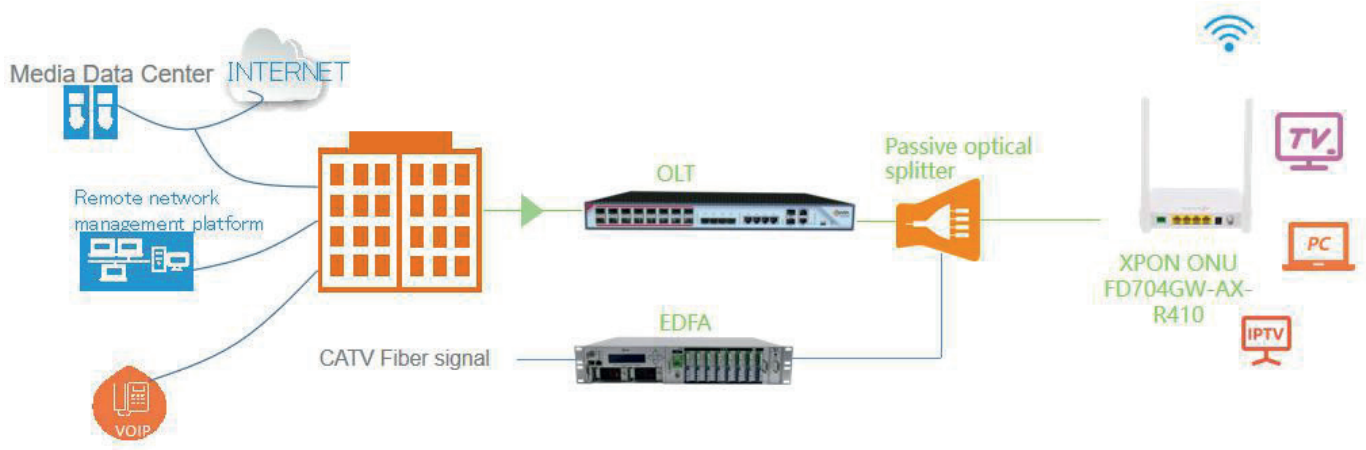 Media Data Center
INTERNET
Remote network
management platform
VOIP
OLT
EDFA
CATV Fiber signal
Passive optical
splitter
XPON ONU
FD704GW-AX-
R410
TV
PC
IPTV